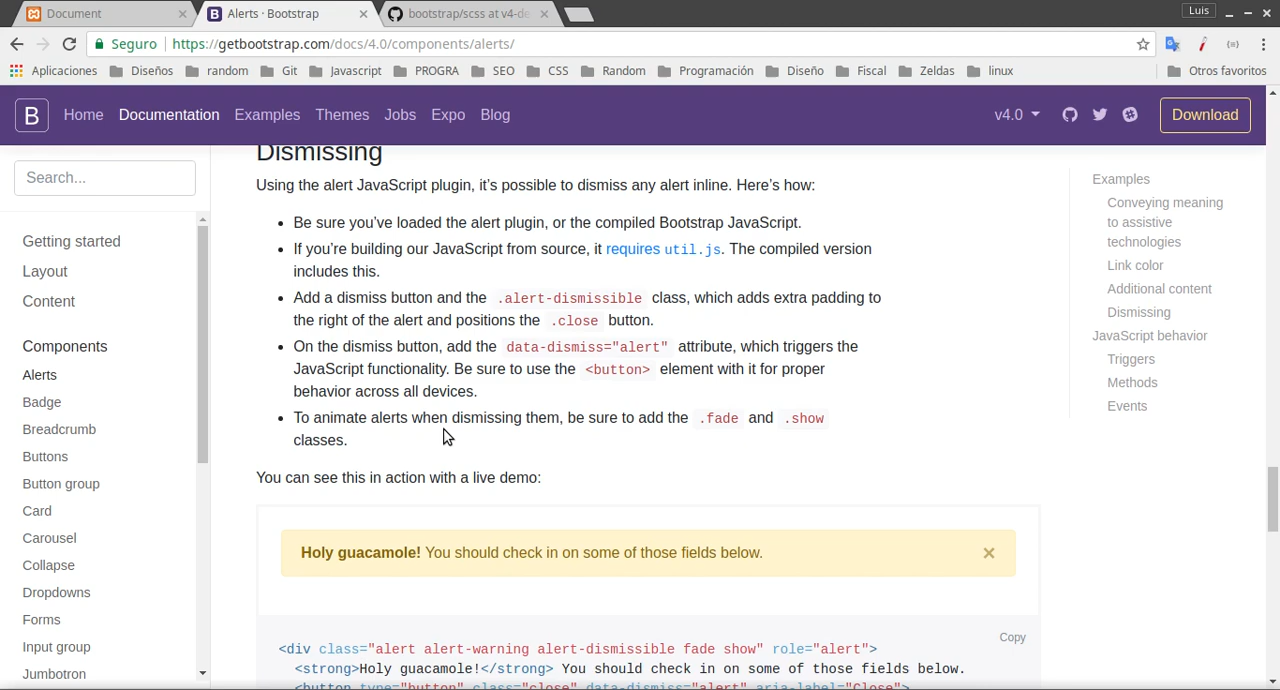 Document
Alerts · Bootstrap
bootstrap/scss at v4-de
Luis
Seguro
https://getbootstrap.com/docs/4.0/components/alerts/
Aplicaciones
Diseños
random
Git
Javascript
PROGRA
SEO
CSS
Random
Programación
Diseño
Fiscal
Zeldas
linux
Otros favoritos
B
Home
Documentation
Examples
Themes
Jobs
Expo
Blog
v4.0
Download
Search...
Getting started
Layout
Content
Components
Alerts
Badge
Breadcrumb
Buttons
Button group
Card
Carousel
Collapse
Dropdowns
Forms
Input group
Jumbotron
Dismissing
Using the alert JavaScript plugin, it’s possible to dismiss any alert inline. Here’s how:
• Be sure you’ve loaded the alert plugin, or the compiled Bootstrap JavaScript.
• If you’re building our JavaScript from source, it requires util.js. The compiled version
includes this.
• Add a dismiss button and the .alert-dismissible class, which adds extra padding to
the right of the alert and positions the .close button.
• On the dismiss button, add the data-dismiss="alert" attribute, which triggers the
JavaScript functionality. Be sure to use the <button> element with it for proper
behavior across all devices.
• To animate alerts when dismissing them, be sure to add the .fade and .show
classes.
You can see this in action with a live demo:
Holy guacamole! You should check in on some of those fields below. ×
Copy
<div class="alert alert-warning alert-dismissible fade show" role="alert">
<strong>Holy guacamole!</strong> You should check in on some of those fields below.
<button type="button" class="close" data-dismiss="alert" aria-label="Close">
Examples
Conveying meaning
to assistive
technologies
Link color
Additional content
Dismissing
JavaScript behavior
Triggers
Methods
Events